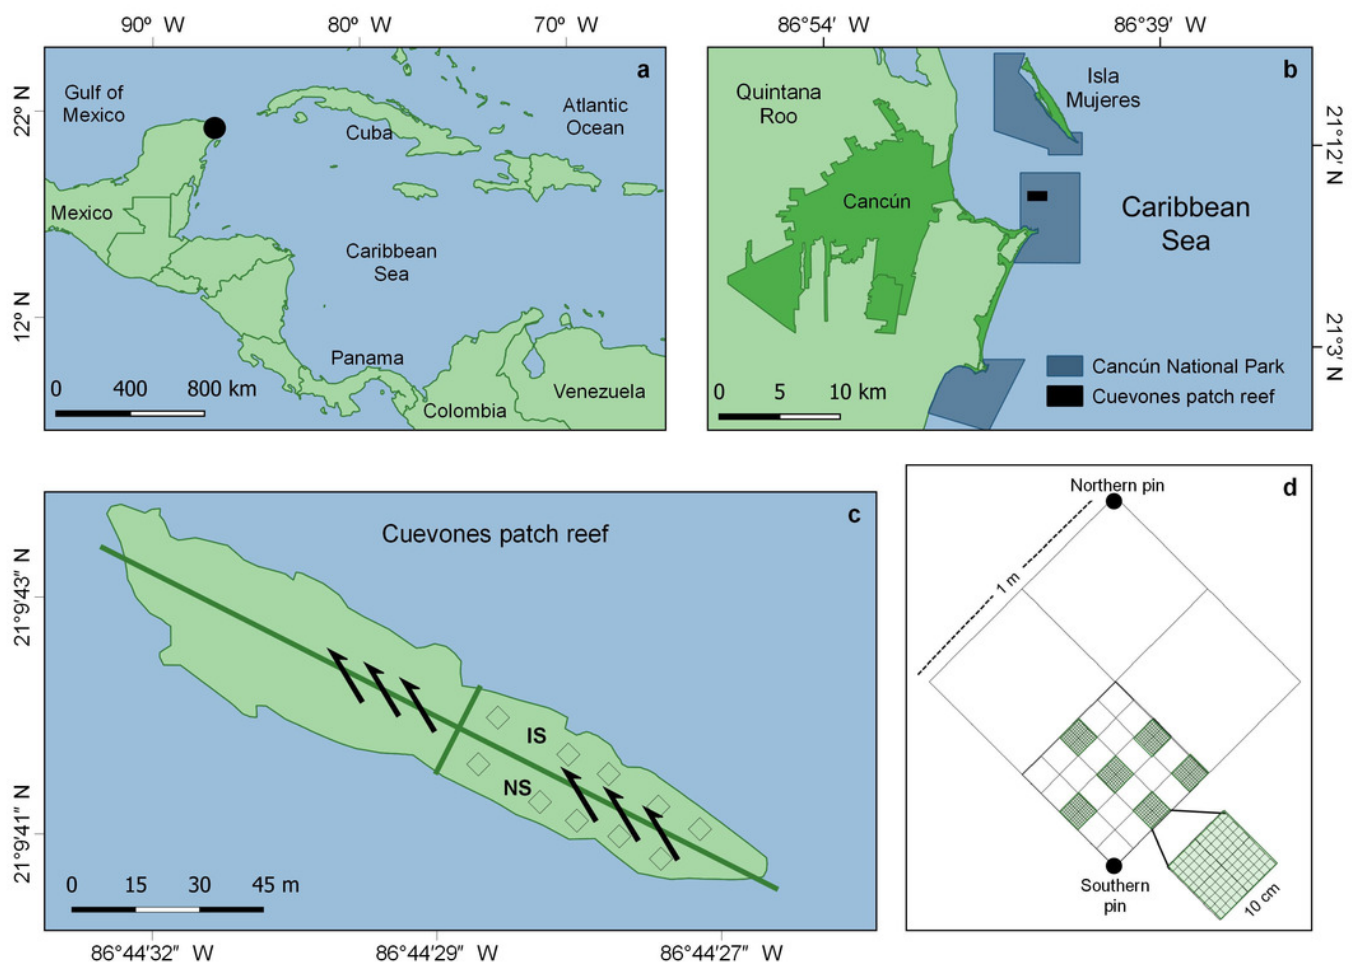 90° W
80° W
70° W
22° N
12° N
a
Gulf of
Mexico
Atlantic
Ocean
Cuba
Mexico
Caribbean
Sea
Panama
Colombia
Venezuela
0 400 800 km
86°54′ W
86°39′ W
21°12′ N
21°3′ N
b
Quintana
Roo
Isla
Mujeres
Cancún
Caribbean
Sea
Cancún National Park
Cuevones patch reef
0 5 10 km
c
Cuevones patch reef
21°9′43″ N
21°9′41″ N
IS
NS
0 15 30 45 m
86°44′32″ W
86°44′29″ W
86°44′27″ W
d
Northern pin
1 m
Southern
pin
10 cm